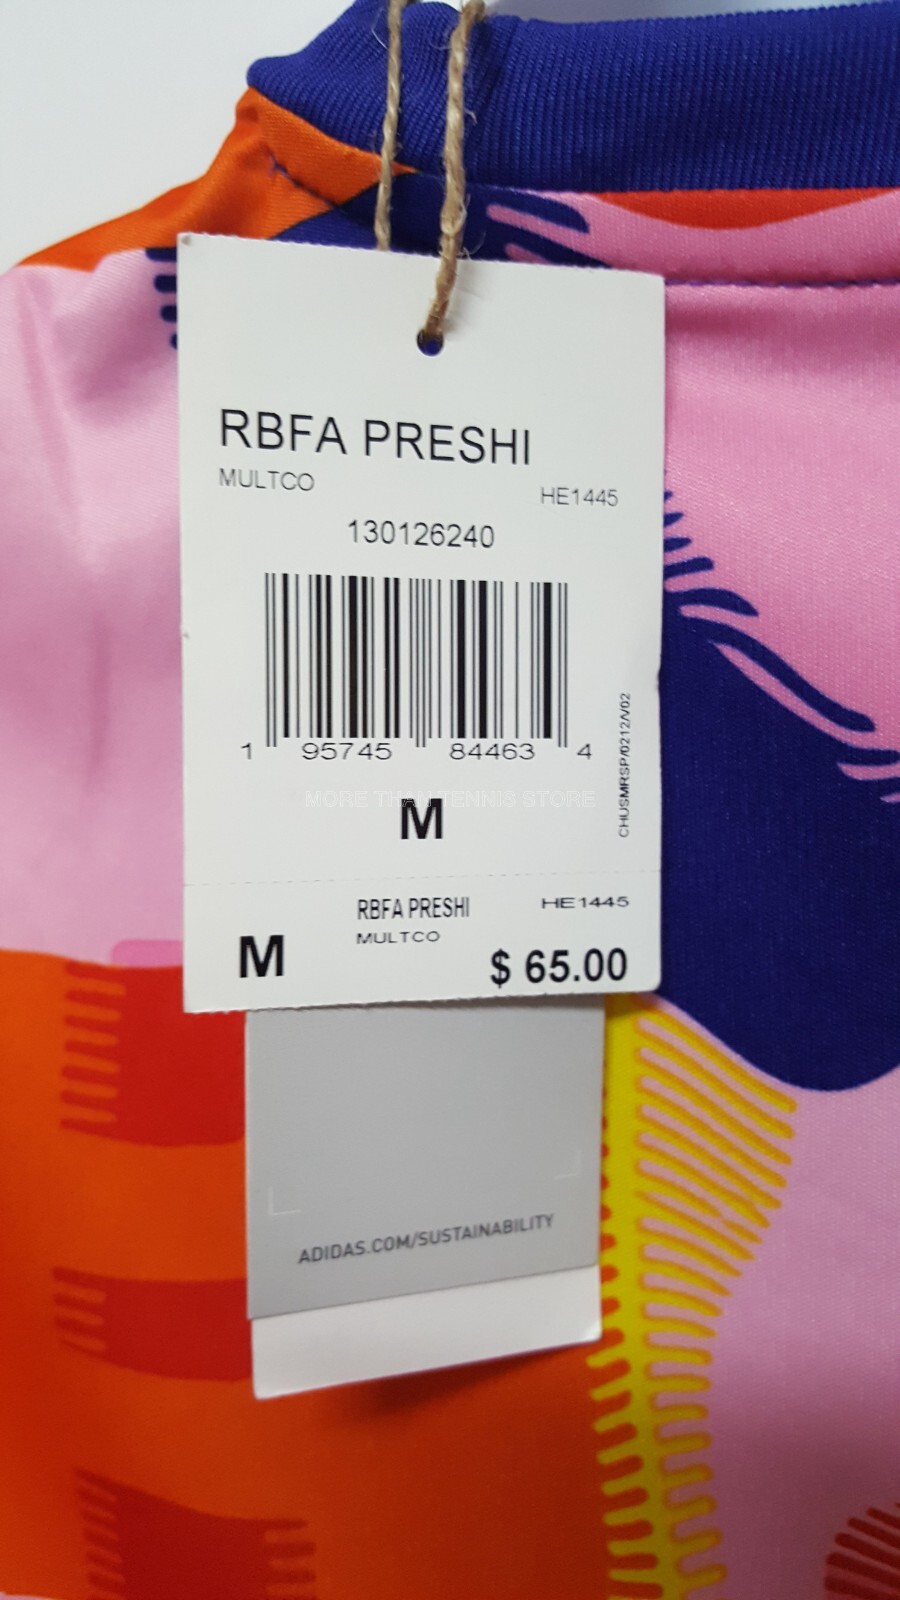 RBFA PRESHI
MULTCO
HE1445
130126240
1 95745 84463 4
CHUSMRSP/0212/V02
MORE THAN TENNIS STORE
M
RBFA PRESHI
HE1445
MULTCO
M
$ 65.00
ADIDAS.COM/SUSTAINABILITY